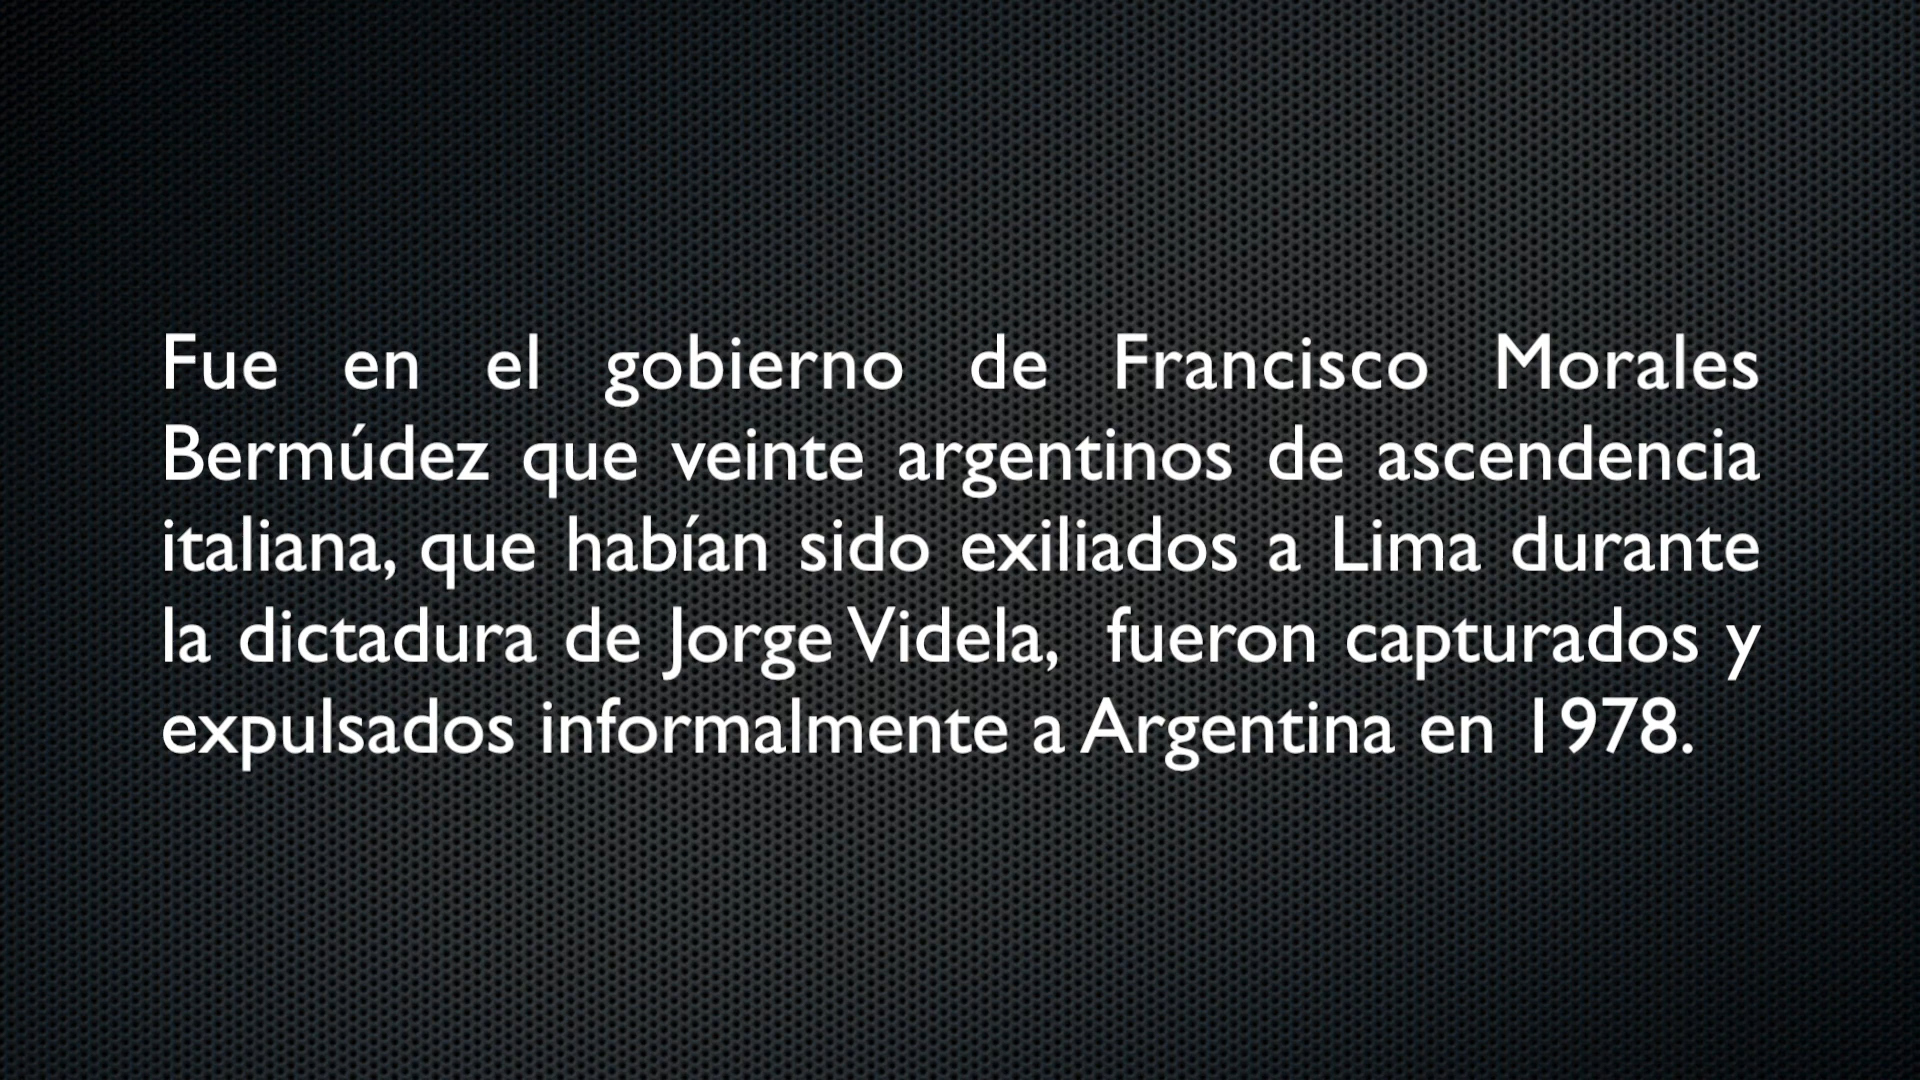 Fue en el gobierno de Francisco Morales
Bermúdez que veinte argentinos de ascendencia
italiana, que habían sido exiliados a Lima durante
la dictadura de Jorge Videla, fueron capturados y
expulsados informalmente a Argentina en 1978.